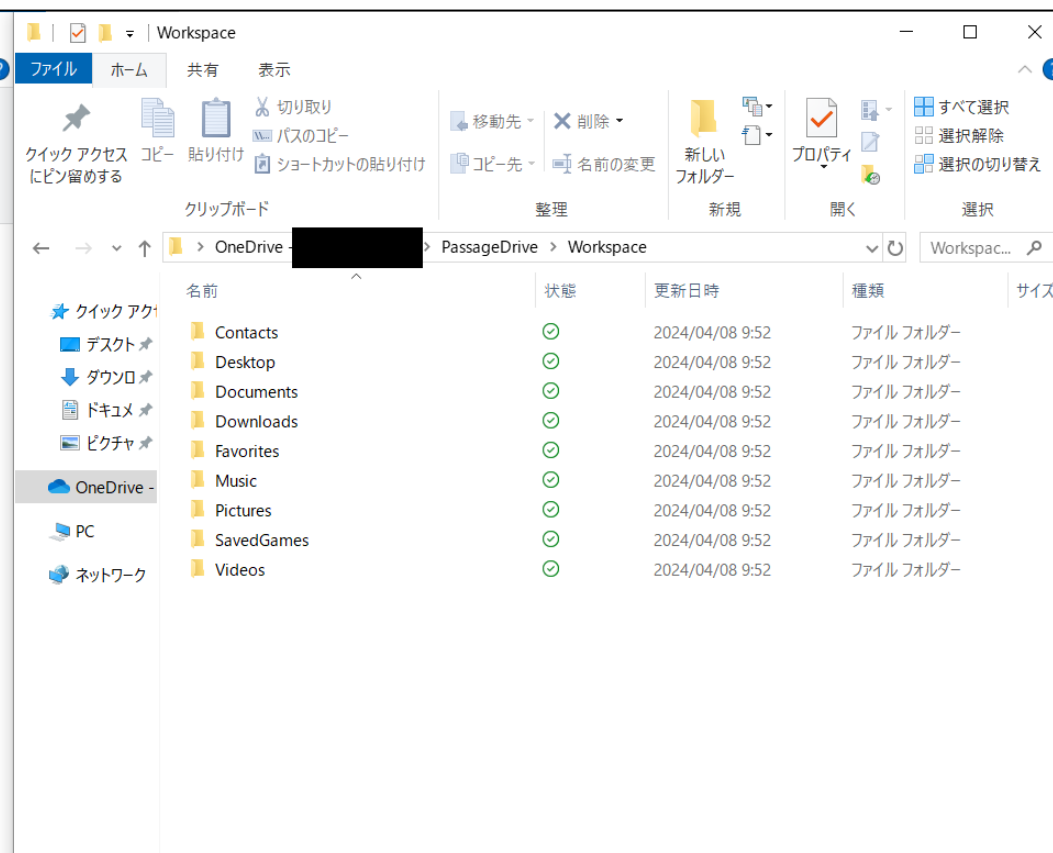 Workspace
ファイル ホーム 共有 表示
クイック アクセス
にピン留めする
コピー
貼り付け
切り取り
パスのコピー
ショートカットの貼り付け
クリップボード
移動先
コピー先
削除
名前の変更
整理
新しい
フォルダー
新規
プロパティ
開く
すべて選択
選択解除
選択の切り替え
選択
OneDrive - > PassageDrive > Workspace
Workspac...
名前 状態 更新日時 種類 サイズ
クイック アクセ
デスクト
ダウンロ
ドキュメ
ピクチャ
OneDrive -
PC
ネットワーク
Contacts 2024/04/08 9:52 ファイル フォルダー
Desktop 2024/04/08 9:52 ファイル フォルダー
Documents 2024/04/08 9:52 ファイル フォルダー
Downloads 2024/04/08 9:52 ファイル フォルダー
Favorites 2024/04/08 9:52 ファイル フォルダー
Music 2024/04/08 9:52 ファイル フォルダー
Pictures 2024/04/08 9:52 ファイル フォルダー
SavedGames 2024/04/08 9:52 ファイル フォルダー
Videos 2024/04/08 9:52 ファイル フォルダー